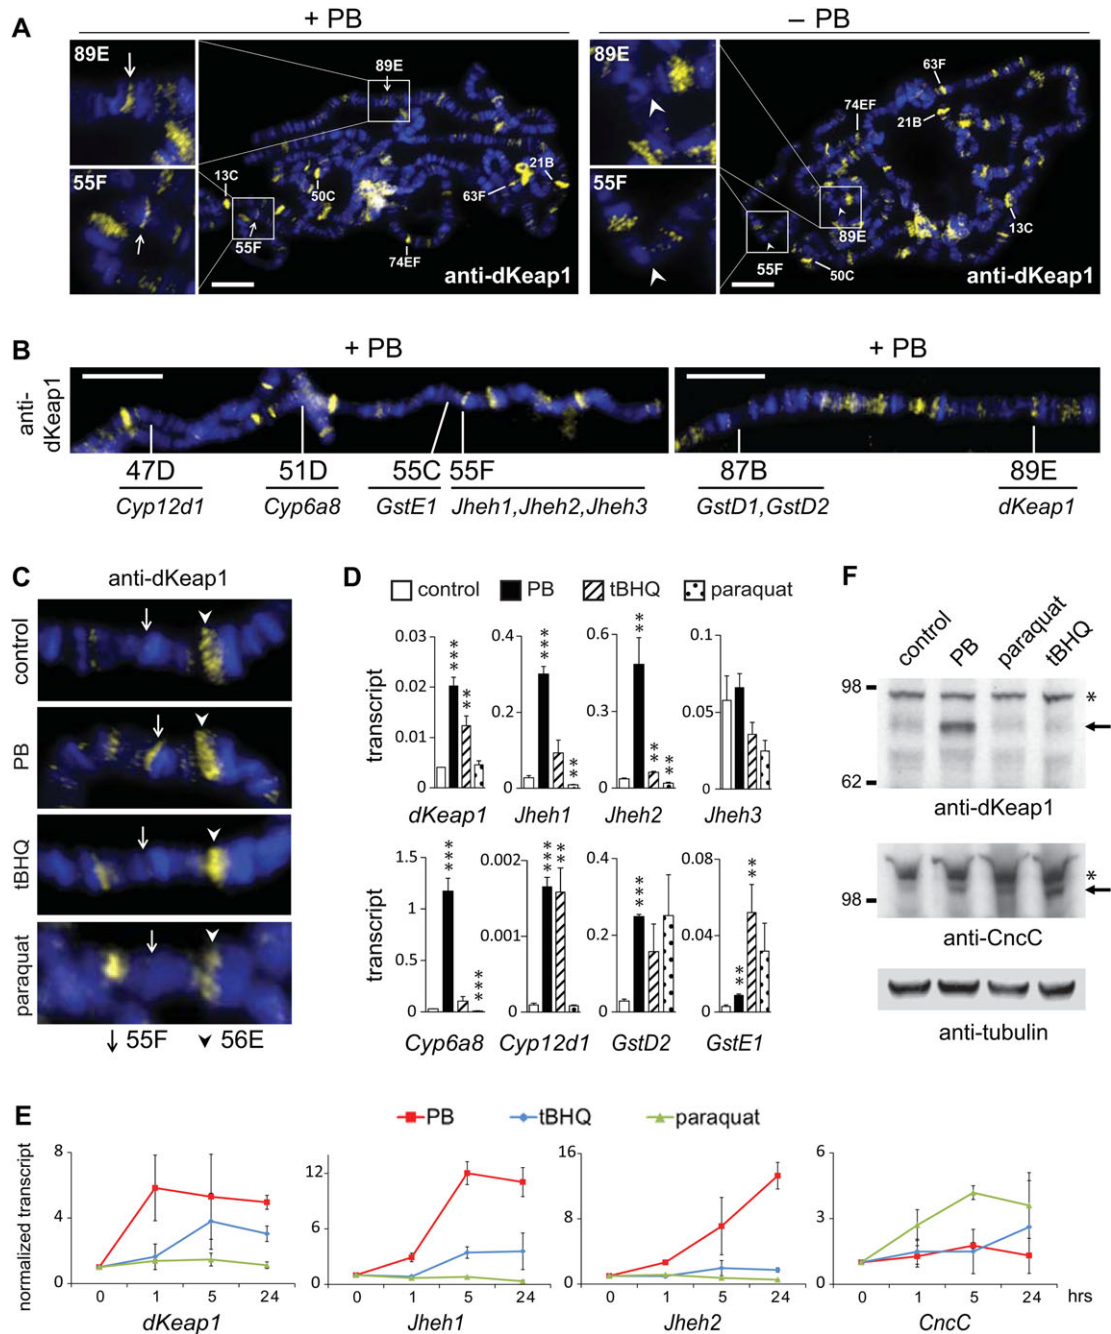 A
+ PB
– PB
89E
55F
89E
13C
55F
50C
74EF
63F
21B
anti-dKeap1
89E
55F
63F
21B
74EF
89E
55F
50C
13C
anti-dKeap1
B
+ PB
+ PB
anti-
dKeap1
47D
51D
55C
55F
87B
89E
Cyp12d1
Cyp6a8
GstE1
Jheh1,Jheh2,Jheh3
GstD1,GstD2
dKeap1
C
anti-dKeap1
control
PB
tBHQ
paraquat
55F
56E
D
control
PB
tBHQ
paraquat
transcript
0.03
0.02
0.01
0
***
**
dKeap1
0.4
0.2
0
***
**
Jheh1
0.6
0.3
0
**
**
**
Jheh2
0.1
0.05
0
Jheh3
transcript
1.5
1
0.5
0
***
***
Cyp6a8
0.002
0.001
0
***
**
Cyp12d1
0.4
0.2
0
***
GstD2
0.1
0.05
0
**
**
GstE1
F
control
PB
paraquat
tBHQ
98
*
62
anti-dKeap1
*
98
anti-CncC
anti-tubulin
E
PB
tBHQ
paraquat
normalized transcript
8
4
0
0 1 5 24
dKeap1
12
8
4
0
0 1 5 24
Jheh1
16
8
0
0 1 5 24
Jheh2
6
3
0
0 1 5 24 hrs
CncC